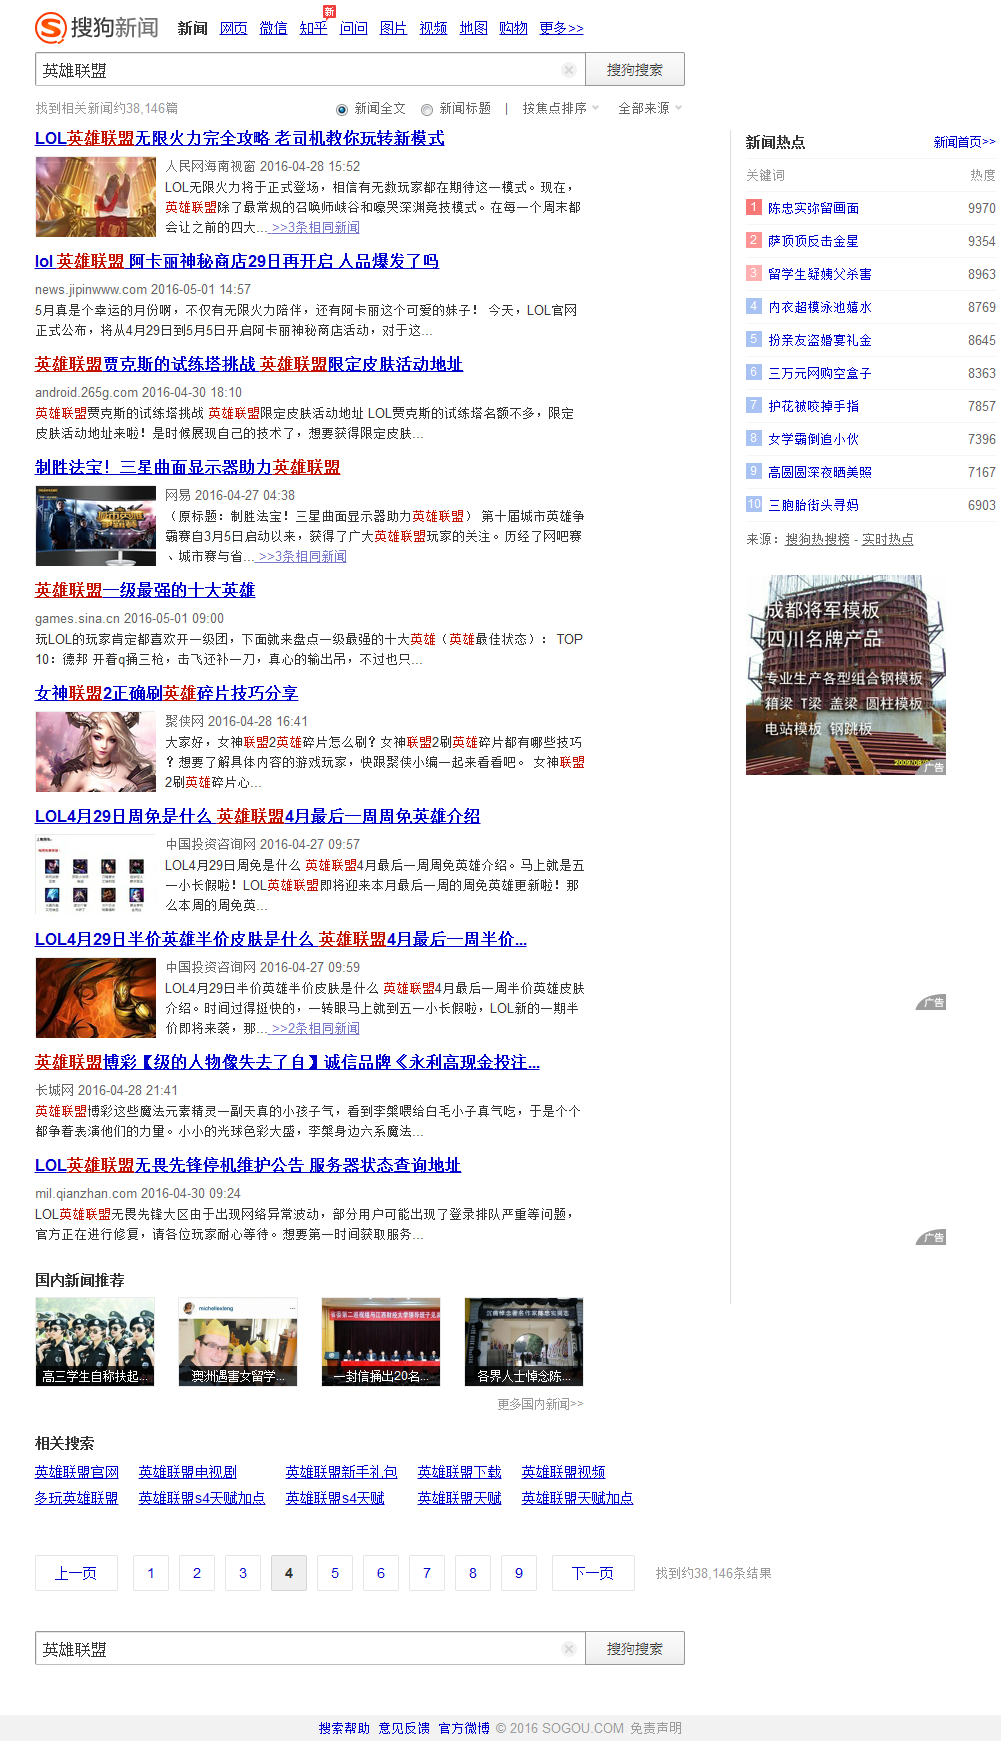 搜狗新闻 新闻 网页 微信 知乎 问问 图片 视频 地图 购物 更多>>
新
英雄联盟 搜狗搜索
找到相关新闻约38,146篇 新闻全文 新闻标题 | 按焦点排序 全部来源
LOL英雄联盟无限火力完全攻略 老司机教你玩转新模式
人民网海南视窗 2016-04-28 15:52
LOL无限火力将于正式登场，相信有无数玩家都在期待这一模式。现在，
英雄联盟除了最常规的召唤师峡谷和嚎哭深渊竞技模式。在每一个周末都
会让之前的四大... >>3条相同新闻
lol 英雄联盟 阿卡丽神秘商店29日再开启 人品爆发了吗
news.jipinwww.com 2016-05-01 14:57
5月真是个幸运的月份啊，不仅有无限火力陪伴，还有阿卡丽这个可爱的妹子！ 今天，LOL官网
正式公布，将从4月29日到5月5日开启阿卡丽神秘商店活动，对于这...
英雄联盟贾克斯的试练塔挑战 英雄联盟限定皮肤活动地址
android.265g.com 2016-04-30 18:10
英雄联盟贾克斯的试练塔挑战 英雄联盟限定皮肤活动地址 LOL贾克斯的试练塔名额不多，限定
皮肤活动地址来啦！是时候展现自己的技术了，想要获得限定皮肤...
制胜法宝！三星曲面显示器助力英雄联盟
网易 2016-04-27 04:38
（原标题：制胜法宝！三星曲面显示器助力英雄联盟） 第十届城市英雄争
霸赛自3月5日启动以来，获得了广大英雄联盟玩家的关注。历经了网吧赛
、城市赛与省... >>3条相同新闻
英雄联盟一级最强的十大英雄
games.sina.cn 2016-05-01 09:00
玩LOL的玩家肯定都喜欢开一级团，下面就来盘点一级最强的十大英雄（英雄最佳状态）： TOP
10：德邦 开着q捅三枪，击飞还补一刀，真心的输出吊，不过也只...
女神联盟2正确刷英雄碎片技巧分享
聚侠网 2016-04-28 16:41
大家好，女神联盟2英雄碎片怎么刷？女神联盟2刷英雄碎片都有哪些技巧
？想要了解具体内容的游戏玩家，快跟聚侠小编一起来看看吧。 女神联盟
2刷英雄碎片心...
LOL4月29日周免是什么 英雄联盟4月最后一周周免英雄介绍
中国投资咨询网 2016-04-27 09:57
LOL4月29日周免是什么 英雄联盟4月最后一周周免英雄介绍。马上就是五
一小长假啦！LOL英雄联盟即将迎来本月最后一周的周免英雄更新啦！那
么本周的周免英...
LOL4月29日半价英雄半价皮肤是什么 英雄联盟4月最后一周半价...
中国投资咨询网 2016-04-27 09:59
LOL4月29日半价英雄半价皮肤是什么 英雄联盟4月最后一周半价英雄皮肤
介绍。时间过得挺快的，一转眼马上就到五一小长假啦，LOL新的一期半
价即将来袭，那... >>2条相同新闻
英雄联盟博彩【级的人物像失去了自】诚信品牌《永利高现金投注...
长城网 2016-04-28 21:41
英雄联盟博彩这些魔法元素精灵一副天真的小孩子气，看到李槃喂给白毛小子真气吃，于是个个
都争着表演他们的力量。小小的光球色彩大盛，李槃身边六系魔法...
LOL英雄联盟无畏先锋停机维护公告 服务器状态查询地址
mil.qianzhan.com 2016-04-30 09:24
LOL英雄联盟无畏先锋大区由于出现网络异常波动，部分用户可能出现了登录排队严重等问题，
官方正在进行修复，请各位玩家耐心等待。想要第一时间获取服务...
国内新闻推荐
michellexleng
高三学生自称扶起... 澳洲遇害女留学... 一封信捅出20名... 各界人士悼念陈...
更多国内新闻>>
相关搜索
英雄联盟官网 英雄联盟电视剧 英雄联盟新手礼包 英雄联盟下载 英雄联盟视频
多玩英雄联盟 英雄联盟s4天赋加点 英雄联盟s4天赋 英雄联盟天赋 英雄联盟天赋加点
上一页 1 2 3 4 5 6 7 8 9 下一页 找到约38,146条结果
英雄联盟 搜狗搜索
新闻热点 新闻首页>>
关键词 热度
1 陈忠实弥留画面 9970
2 萨顶顶反击金星 9354
3 留学生疑姨父杀害 8963
4 内衣超模泳池嬉水 8769
5 扮亲友盗婚宴礼金 8645
6 三万元网购空盒子 8363
7 护花被咬掉手指 7857
8 女学霸倒追小伙 7396
9 高圆圆深夜晒美照 7167
10 三胞胎街头寻妈 6903
来源：搜狗热搜榜 - 实时热点
成都将军模板
四川名牌产品
专业生产各型组合钢模板
箱梁 T梁 盖梁 圆柱模板
电站模板 钢跳板
广告
广告
广告
搜索帮助 意见反馈 官方微博 © 2016 SOGOU.COM 免责声明